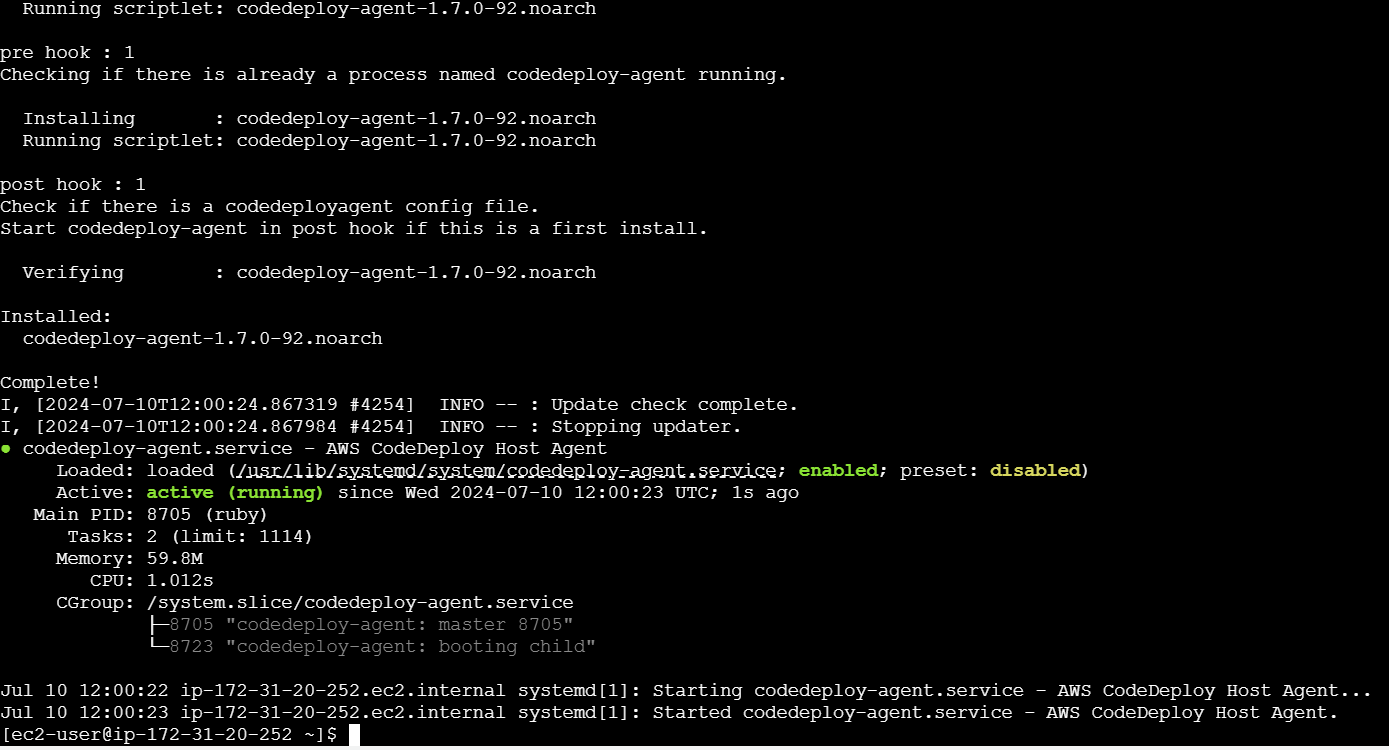 Running scriptlet: codedeploy-agent-1.7.0-92.noarch
pre hook : 1
Checking if there is already a process named codedeploy-agent running.
Installing : codedeploy-agent-1.7.0-92.noarch
Running scriptlet: codedeploy-agent-1.7.0-92.noarch
post hook : 1
Check if there is a codedeployagent config file.
Start codedeploy-agent in post hook if this is a first install.
Verifying : codedeploy-agent-1.7.0-92.noarch
Installed:
codedeploy-agent-1.7.0-92.noarch
Complete!
I, [2024-07-10T12:00:24.867319 #4254]  INFO -- : Update check complete.
I, [2024-07-10T12:00:24.867984 #4254]  INFO -- : Stopping updater.
● codedeploy-agent.service - AWS CodeDeploy Host Agent
Loaded: loaded (/usr/lib/systemd/system/codedeploy-agent.service; enabled; preset: disabled)
Active: active (running) since Wed 2024-07-10 12:00:23 UTC; 1s ago
Main PID: 8705 (ruby)
Tasks: 2 (limit: 1114)
Memory: 59.8M
CPU: 1.012s
CGroup: /system.slice/codedeploy-agent.service
├─8705 "codedeploy-agent: master 8705"
└─8723 "codedeploy-agent: booting child"
Jul 10 12:00:22 ip-172-31-20-252.ec2.internal systemd[1]: Starting codedeploy-agent.service - AWS CodeDeploy Host Agent...
Jul 10 12:00:23 ip-172-31-20-252.ec2.internal systemd[1]: Started codedeploy-agent.service - AWS CodeDeploy Host Agent.
[ec2-user@ip-172-31-20-252 ~]$